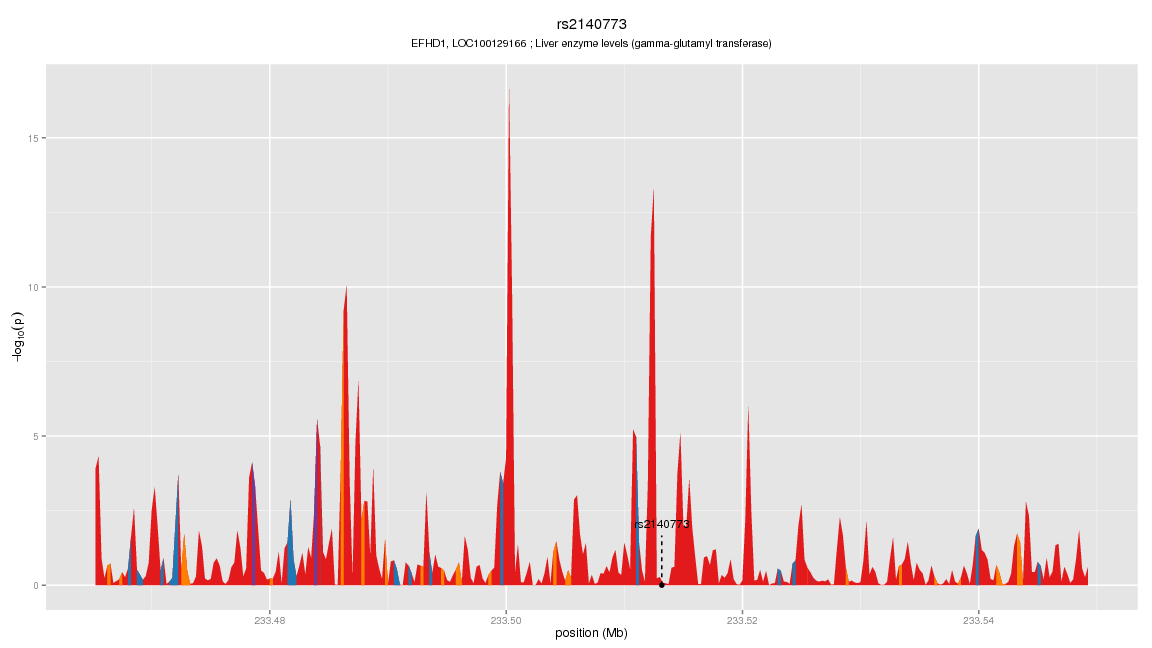 rs2140773
EFHD1, LOC100129166 ; Liver enzyme levels (gamma-glutamyl transferase)
15
10
5
0
−log10(p)
rs2140773
233.48
233.50
233.52
233.54
position (Mb)